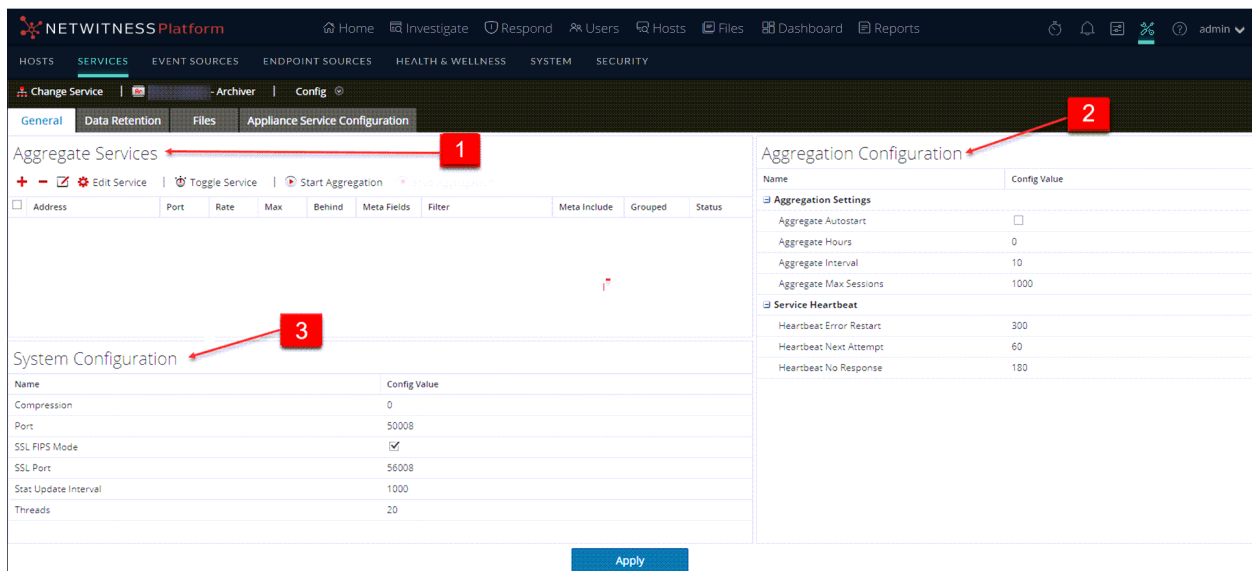 NETWITNESS Platform
Home Investigate Respond Users Hosts Files Dashboard Reports
admin
HOSTS SERVICES EVENT SOURCES ENDPOINT SOURCES HEALTH & WELLNESS SYSTEM SECURITY
Change Service | - Archiver | Config
General Data Retention Files Appliance Service Configuration
1
2
Aggregate Services
Edit Service | Toggle Service | Start Aggregation
Address Port Rate Max Behind Meta Fields Filter Meta Include Grouped Status
Aggregation Configuration
Name Config Value
Aggregation Settings
Aggregate Autostart
Aggregate Hours 0
Aggregate Interval 10
Aggregate Max Sessions 1000
Service Heartbeat
Heartbeat Error Restart 300
Heartbeat Next Attempt 60
Heartbeat No Response 180
3
System Configuration
Name Config Value
Compression 0
Port 50008
SSL FIPS Mode
SSL Port 56008
Stat Update Interval 1000
Threads 20
Apply